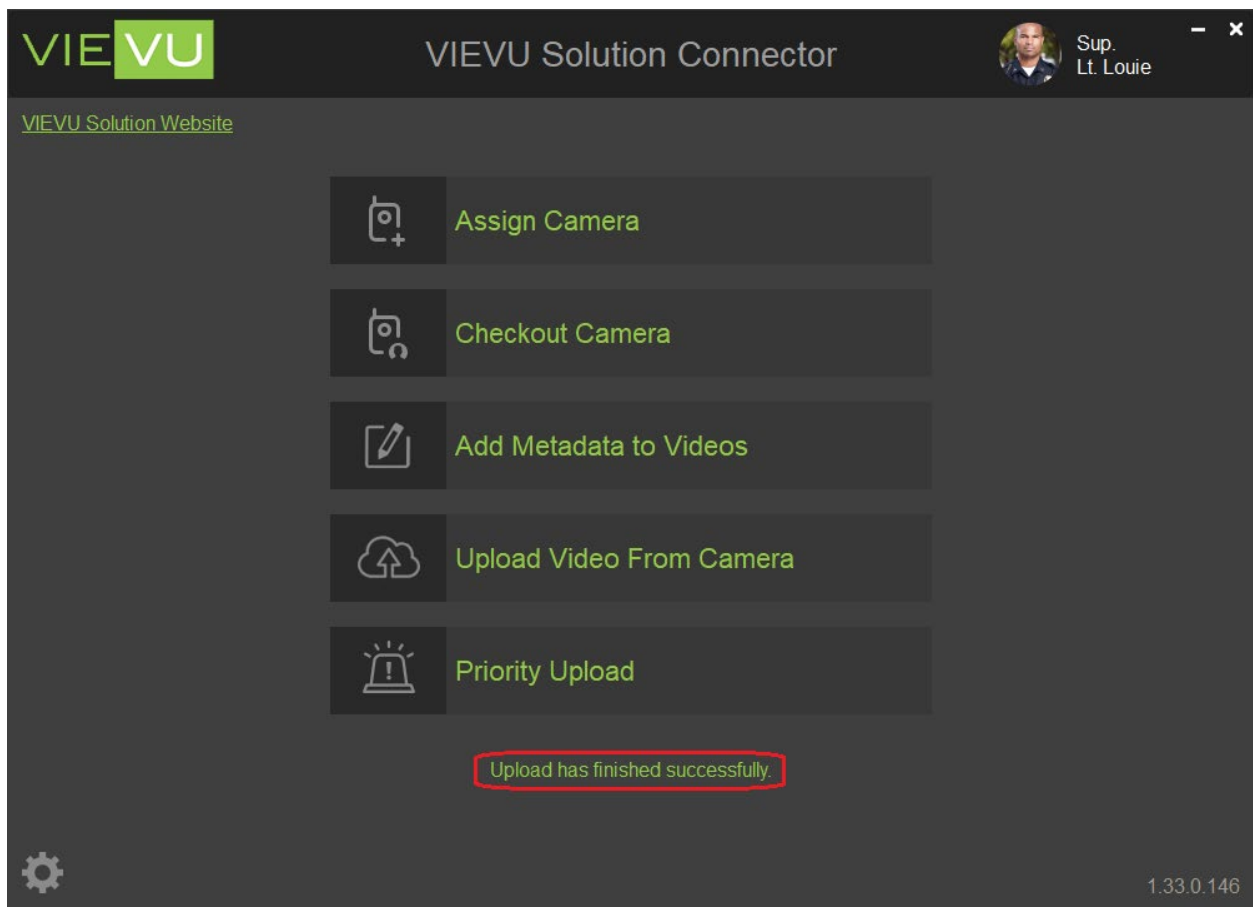 VIEVU
VIEVU Solution Connector
Sup.
Lt. Louie
VIEVU Solution Website
Assign Camera
Checkout Camera
Add Metadata to Videos
Upload Video From Camera
Priority Upload
Upload has finished successfully.
1.33.0.146